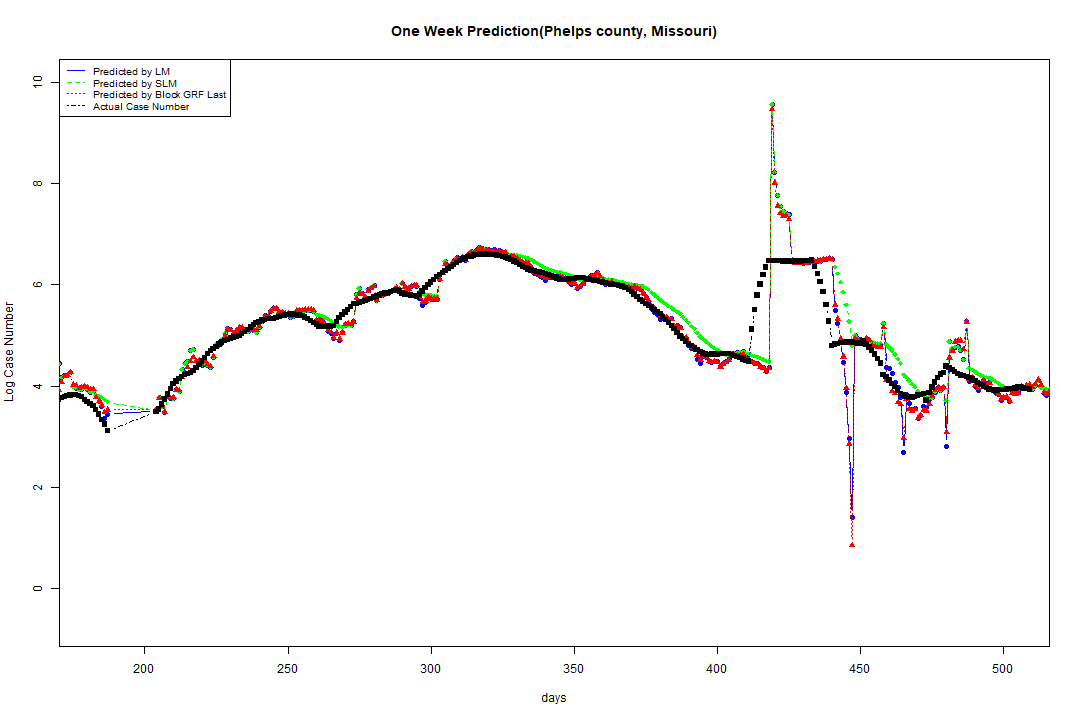 One Week Prediction(Phelps county, Missouri)
Predicted by LM
Predicted by SLM
Predicted by Block GRF Last
Actual Case Number
Log Case Number
10
8
6
4
2
0
200 250 300 350 400 450 500
days